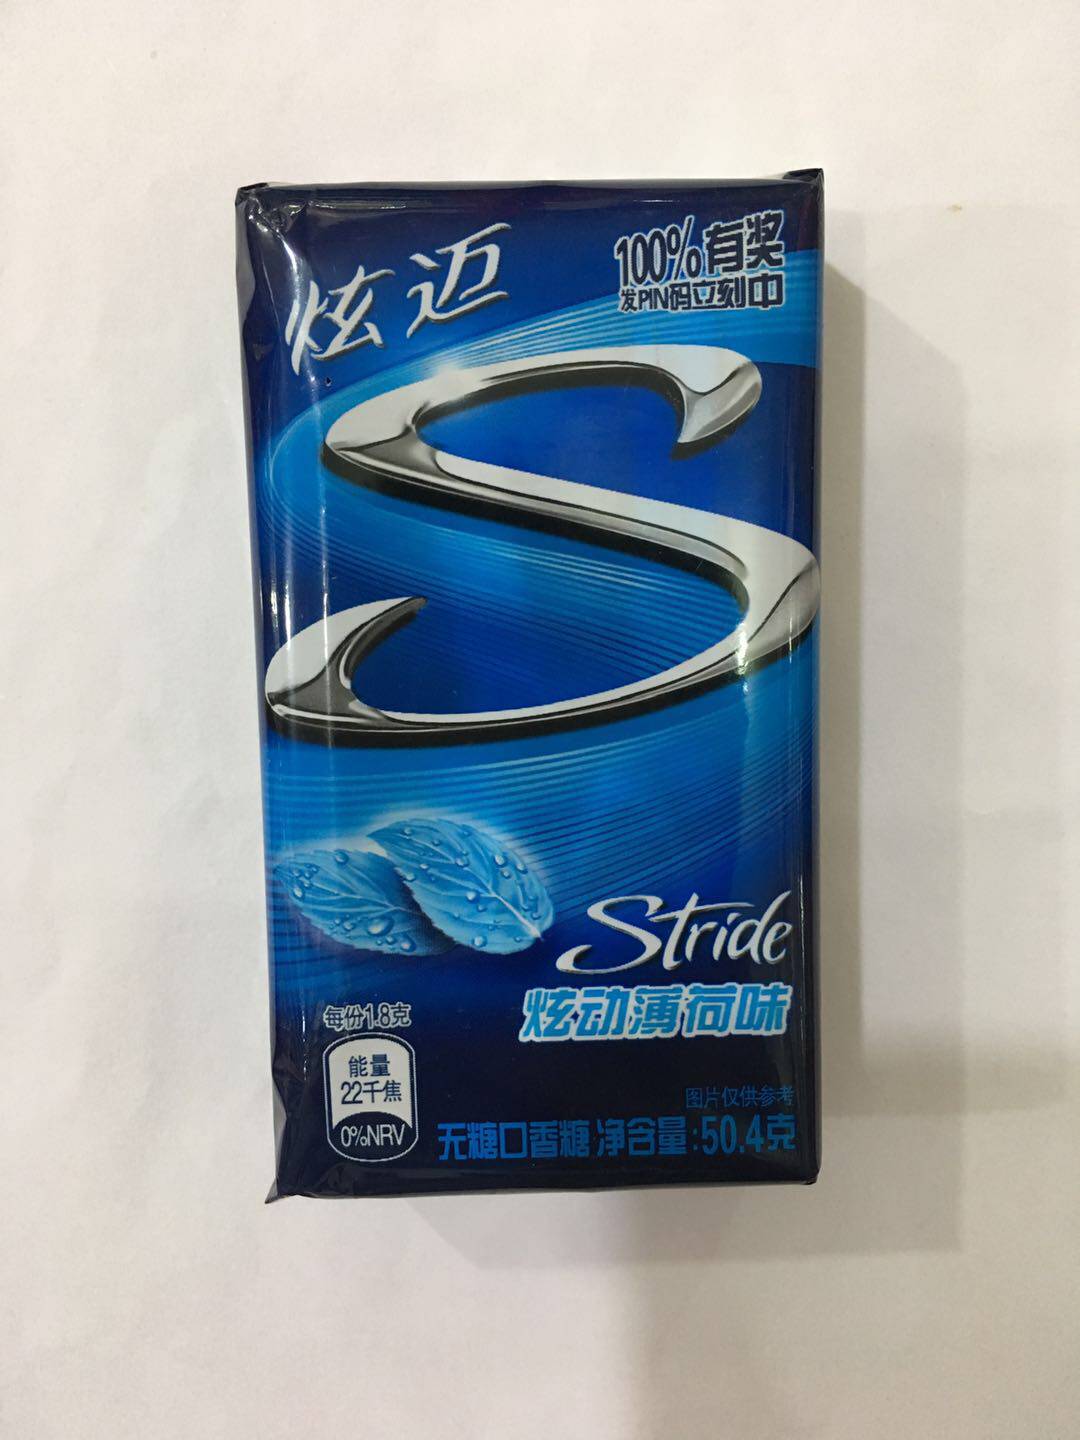 炫迈
100%有奖
发PIN码立刻中
S
Stride
炫动薄荷味
每份1.8克
能量
22千焦
0%NRV
图片仅供参考
无糖口香糖 净含量:50.4克